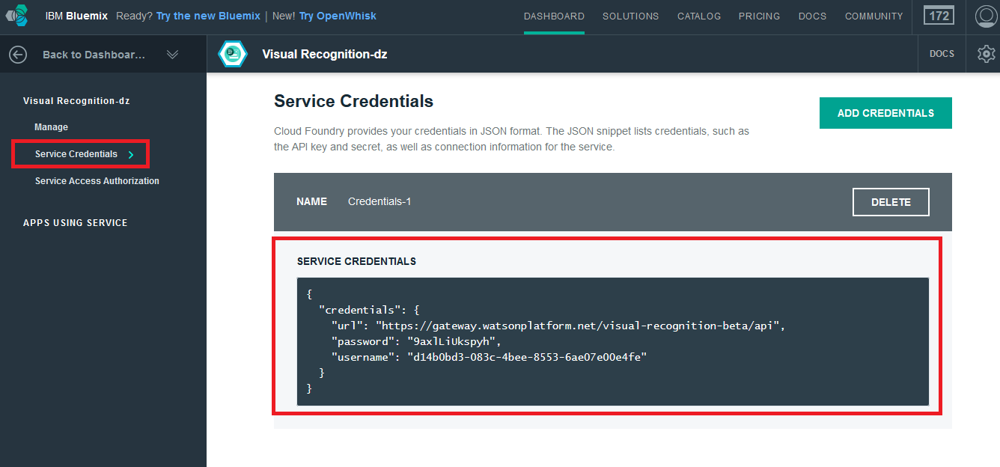 IBM Bluemix Ready? Try the new Bluemix | New! Try OpenWhisk DASHBOARD SOLUTIONS CATALOG PRICING DOCS COMMUNITY 172
Back to Dashboar...
Visual Recognition-dz DOCS
Visual Recognition-dz
Manage
Service Credentials
Service Access Authorization
APPS USING SERVICE
Service Credentials
ADD CREDENTIALS
Cloud Foundry provides your credentials in JSON format. The JSON snippet lists credentials, such as
the API key and secret, as well as connection information for the service.
NAME Credentials-1 DELETE
SERVICE CREDENTIALS
{
"credentials": {
"url": "https://gateway.watsonplatform.net/visual-recognition-beta/api",
"password": "9axlLiUkspyh",
"username": "d14b0bd3-083c-4bee-8553-6ae07e00e4fe"
}
}